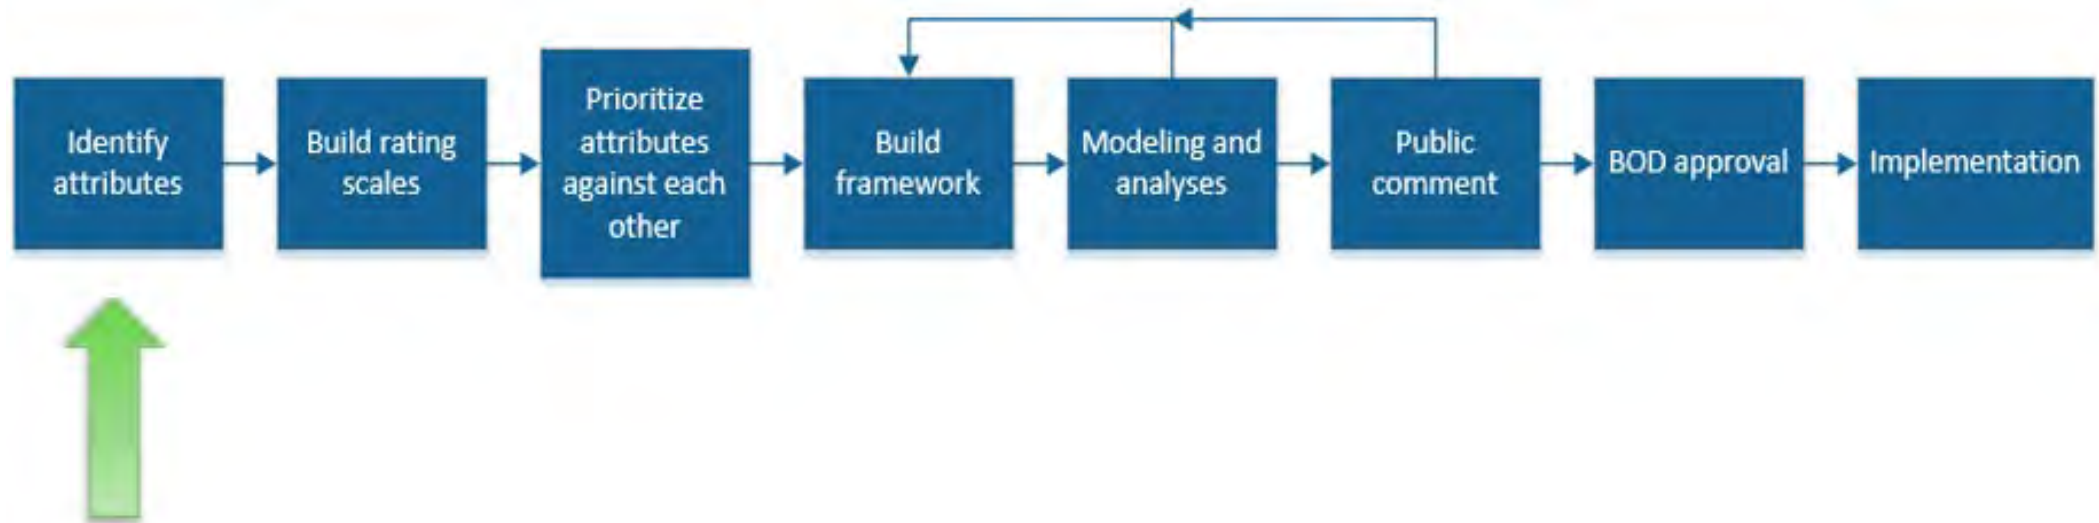 Identify
attributes
Build rating
scales
Prioritize
attributes
against each
other
Build
framework
Modeling and
analyses
Public
comment
BOD approval
Implementation